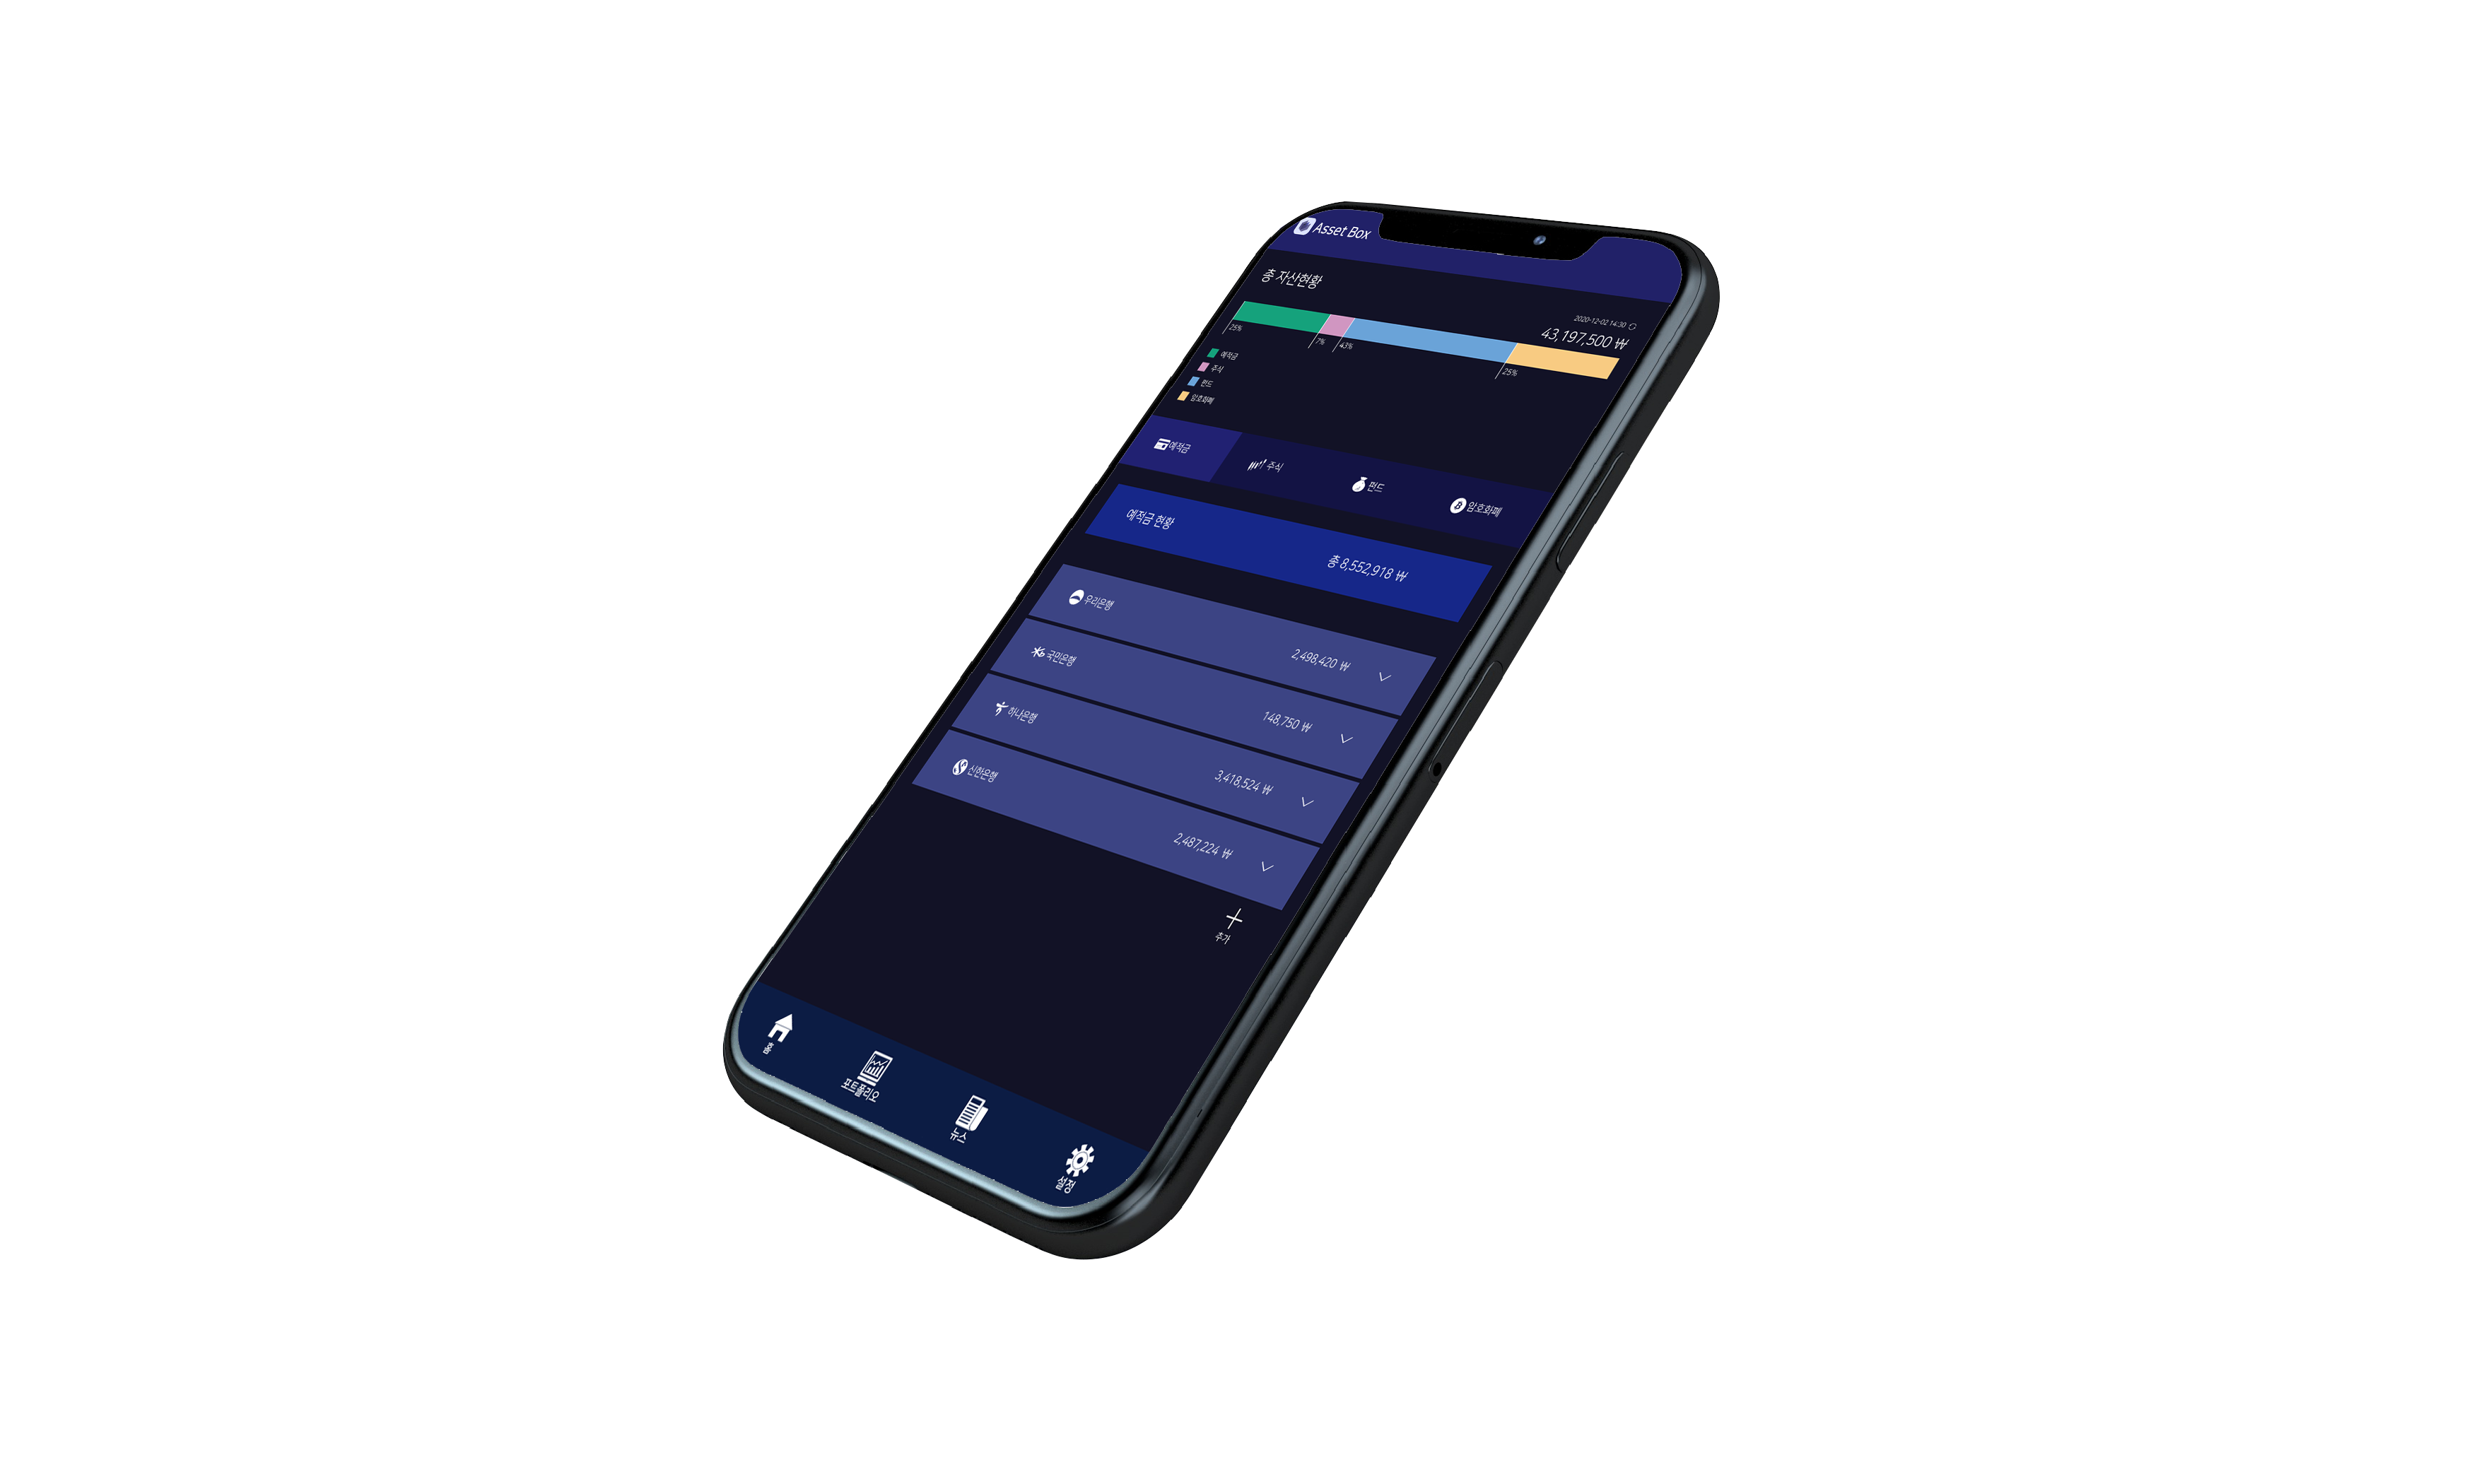 Asset Box
총 자산현황
2020-12-02 14:30
43,197,500 ₩
25%
7%
43%
25%
예적금
주식
펀드
암호화폐
예적금
주식
펀드
암호화폐
예적금 현황
총 8,552,918 ₩
우리은행
2,498,420 ₩
국민은행
148,750 ₩
하나은행
3,418,524 ₩
신한은행
2,487,224 ₩
추가
홈
포트폴리오
뉴스
설정